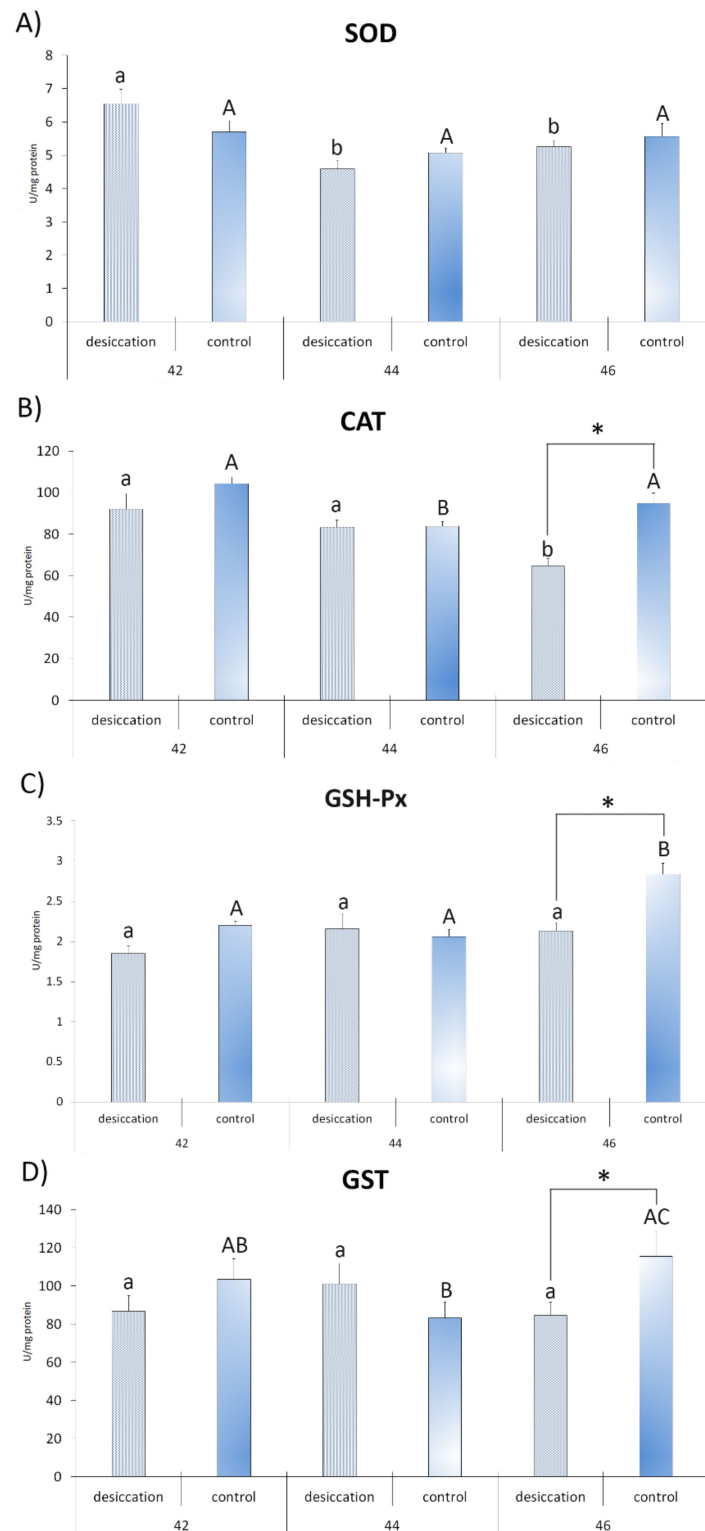 A)
SOD
8
7
6
5
4
3
2
1
0
U/mg protein
a
A
b
A
b
A
desiccation control desiccation control desiccation control
42 44 46
B)
CAT
120
100
80
60
40
20
0
U/mg protein
*
a
A
a
B
b
A
desiccation control desiccation control desiccation control
42 44 46
C)
GSH-Px
3.5
3
2.5
2
1.5
1
0.5
0
U/mg protein
*
a
A
a
A
a
B
desiccation control desiccation control desiccation control
42 44 46
D)
GST
140
120
100
80
60
40
20
0
U/mg protein
*
a
AB
a
B
a
AC
desiccation control desiccation control desiccation control
42 44 46